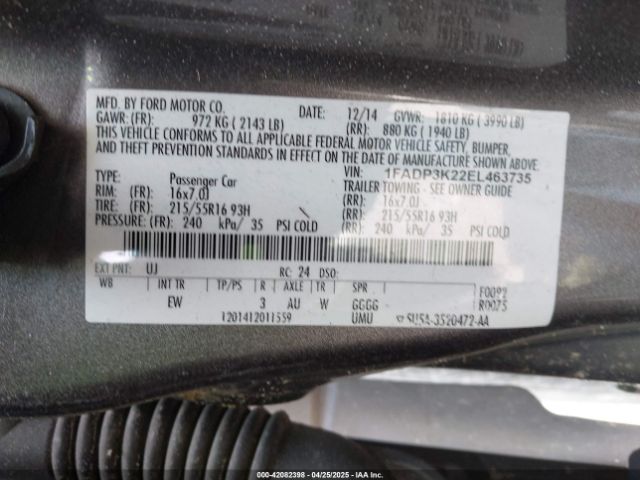 MFD. BY FORD MOTOR CO.
DATE: 12/14 GVWR: 1810 KG ( 3990 LB)
GAWR:(FR): 972 KG ( 2143 LB) (RR): 880 KG ( 1940 LB)
THIS VEHICLE CONFORMS TO ALL APPLICABLE FEDERAL MOTOR VEHICLE SAFETY, BUMPER,
AND THEFT PREVENTION STANDARDS IN EFFECT ON THE DATE OF MANUFACTURE SHOWN ABOVE.
VIN: 1FADP3K22EL463735
TYPE: Passenger Car TRAILER TOWING - SEE OWNER GUIDE
RIM: (FR): 16x7.0J (RR): 16x7.0J
TIRE: (FR): 215/55R16 93H (RR): 215/55R16 93H
PRESSURE: (FR): 240 kPa/ 35 PSI COLD (RR): 240 kPa/ 35 PSI COLD
EXT PNT: UJ RC: 24 DSO:
WB INT TR TP/PS R AXLE TR SPR F0092
EW 3 AU W GGGG R0075
1201412011559 UMU SU5A-3520472-AA
000-42082398 - 04/25/2025 - IAA Inc.